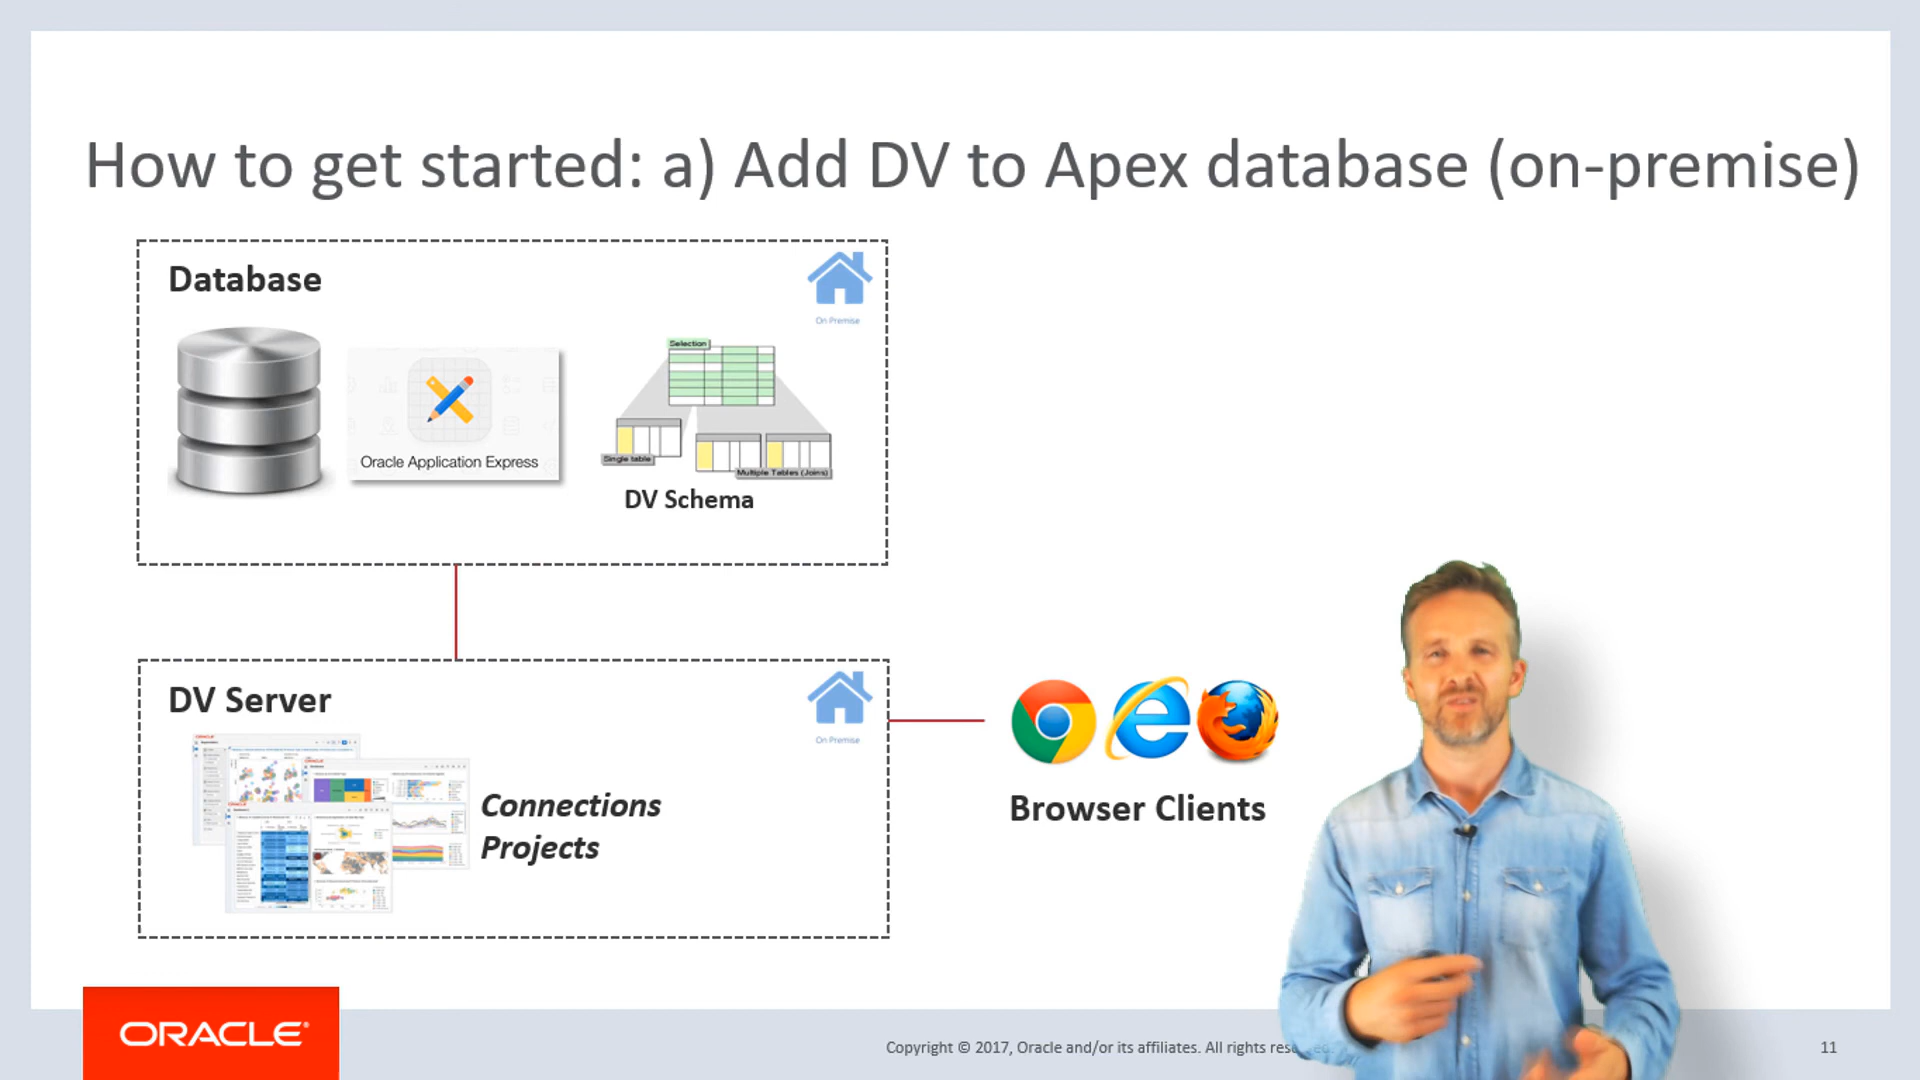 How to get started: a) Add DV to Apex database (on-premise)
Database
On Premise
Selection
Single table
Multiple Tables (Joins)
Oracle Application Express
DV Schema
DV Server
On Premise
Connections
Projects
Browser Clients
ORACLE
Copyright © 2017, Oracle and/or its affiliates. All rights
11